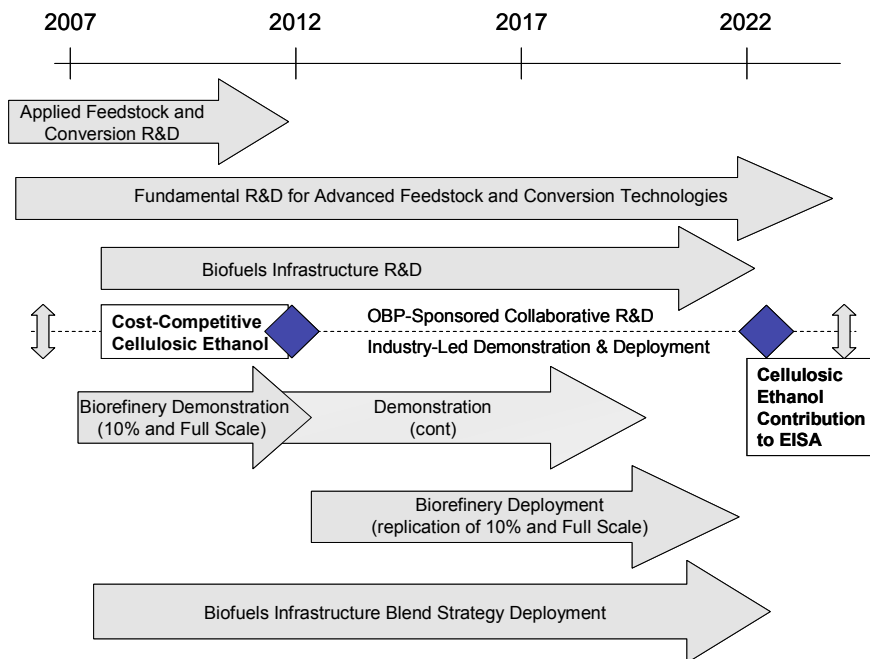 2007 2012 2017 2022
Applied Feedstock and
Conversion R&D
Fundamental R&D for Advanced Feedstock and Conversion Technologies
Biofuels Infrastructure R&D
Cost-Competitive
Cellulosic Ethanol
OBP-Sponsored Collaborative R&D
Industry-Led Demonstration & Deployment
Cellulosic
Ethanol
Contribution
to EISA
Biorefinery Demonstration
(10% and Full Scale)
Demonstration
(cont)
Biorefinery Deployment
(replication of 10% and Full Scale)
Biofuels Infrastructure Blend Strategy Deployment